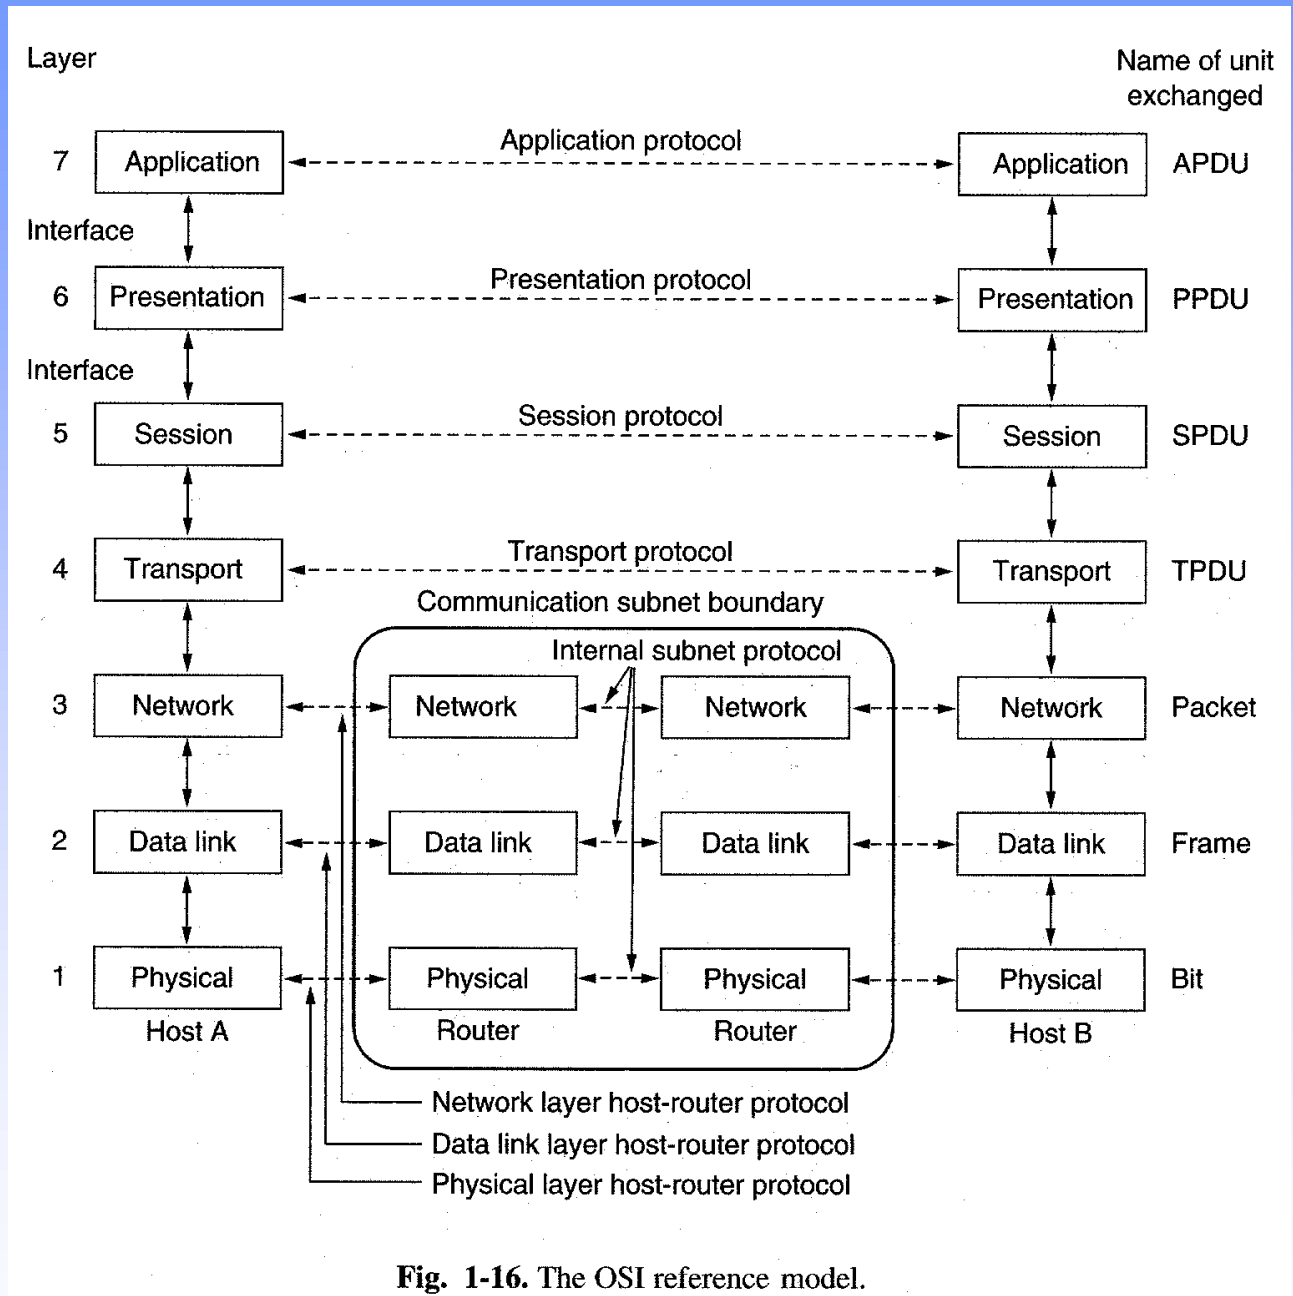 Layer
Name of unit
exchanged
Application protocol
7 Application Application APDU
Interface
Presentation protocol
6 Presentation Presentation PPDU
Interface
Session protocol
5 Session Session SPDU
Transport protocol
4 Transport Transport TPDU
Communication subnet boundary
Internal subnet protocol
3 Network Network Network Network Packet
2 Data link Data link Data link Data link Frame
1 Physical Physical Physical Physical Bit
Host A Router Router Host B
Network layer host-router protocol
Data link layer host-router protocol
Physical layer host-router protocol
Fig. 1-16. The OSI reference model.